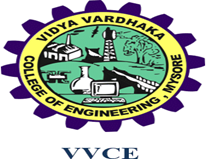 VIDYA VARDHAKA
COLLEGE OF ENGINEERING - MYSORE
VVCE